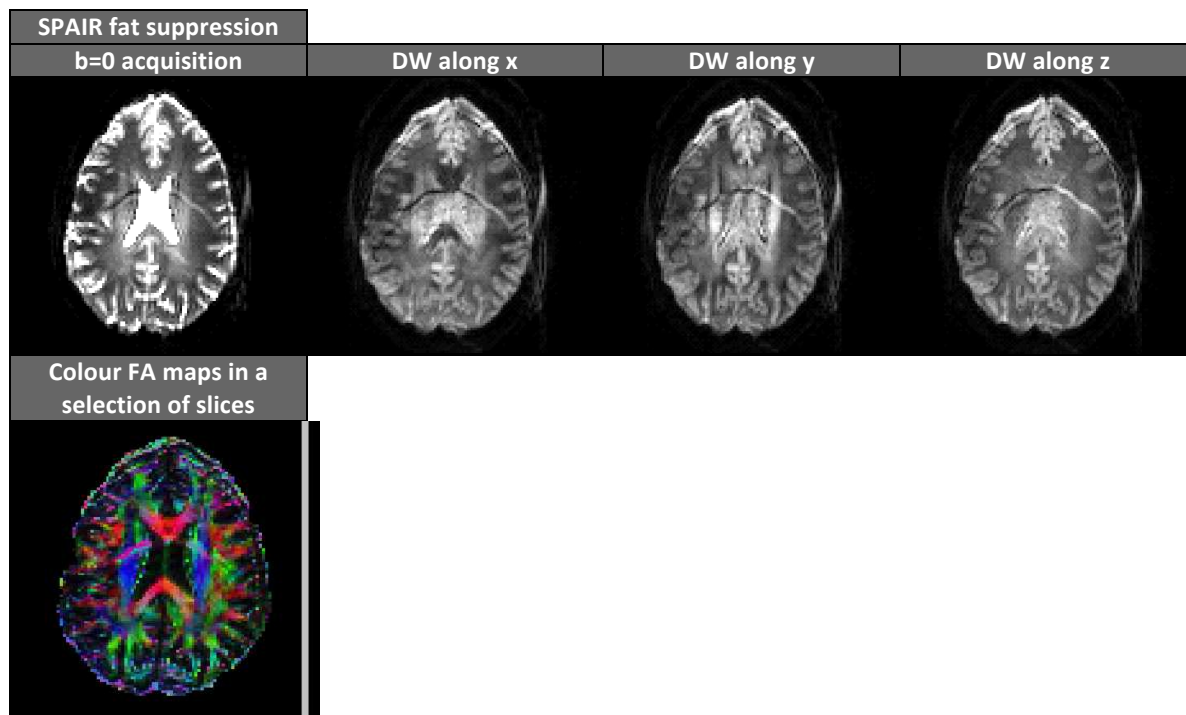 SPAIR fat suppression
b=0 acquisition DW along x DW along y DW along z
Colour FA maps in a
selection of slices